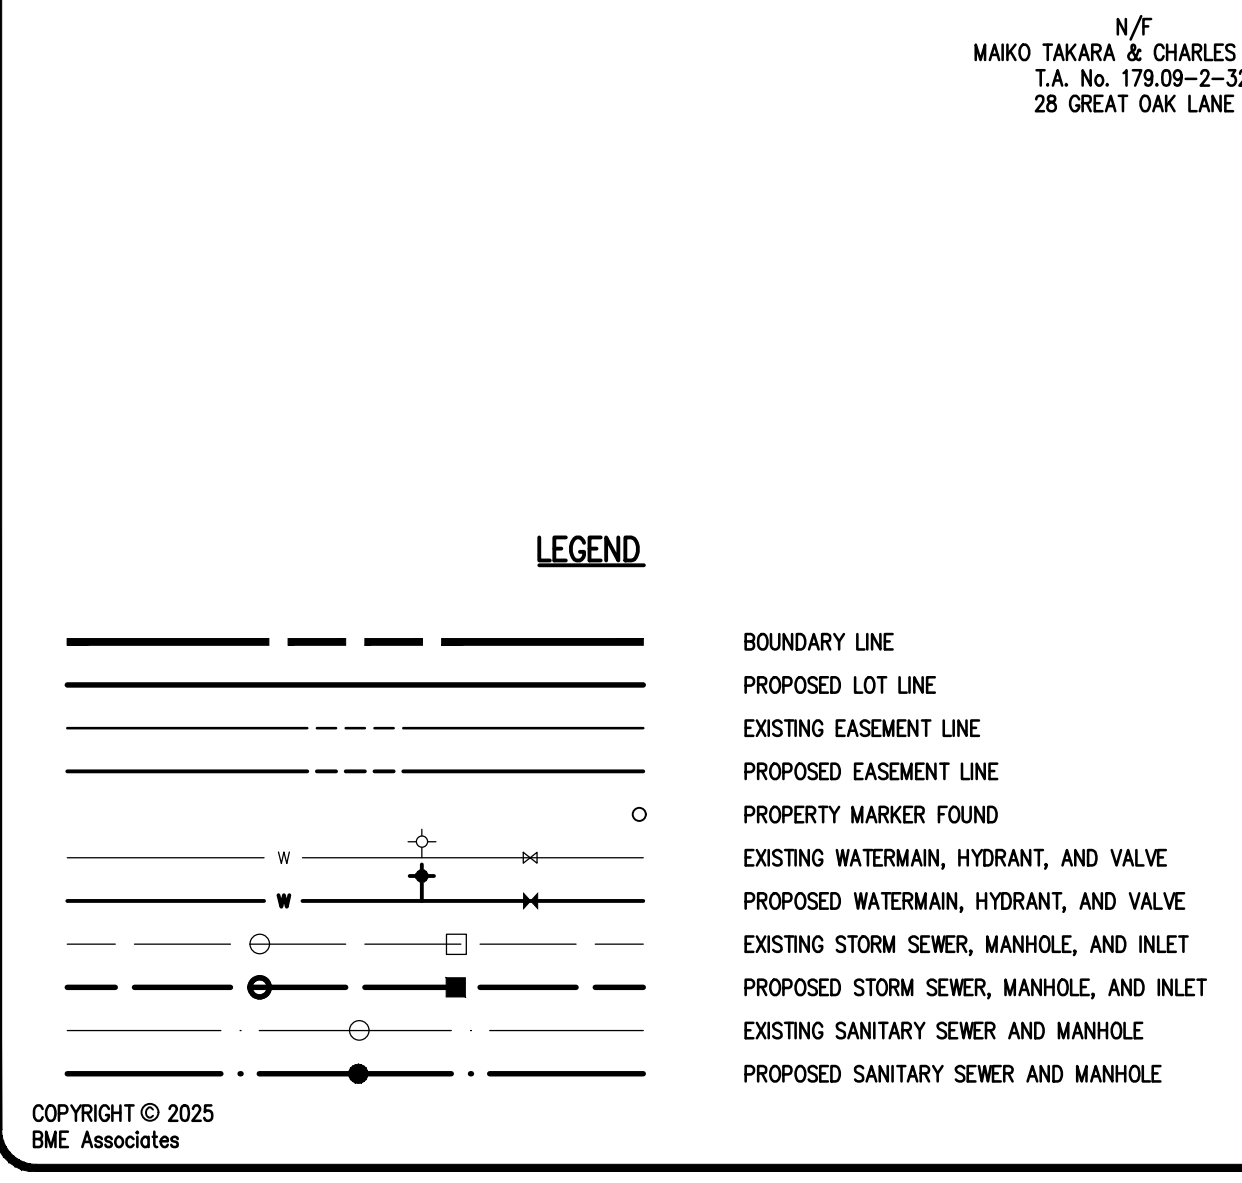 N/F
MAIKO TAKARA & CHARLES
T.A. No. 179.09-2-32
28 GREAT OAK LANE
LEGEND
BOUNDARY LINE
PROPOSED LOT LINE
EXISTING EASEMENT LINE
PROPOSED EASEMENT LINE
PROPERTY MARKER FOUND
W EXISTING WATERMAIN, HYDRANT, AND VALVE
W PROPOSED WATERMAIN, HYDRANT, AND VALVE
EXISTING STORM SEWER, MANHOLE, AND INLET
PROPOSED STORM SEWER, MANHOLE, AND INLET
EXISTING SANITARY SEWER AND MANHOLE
PROPOSED SANITARY SEWER AND MANHOLE
COPYRIGHT © 2025
BME Associates